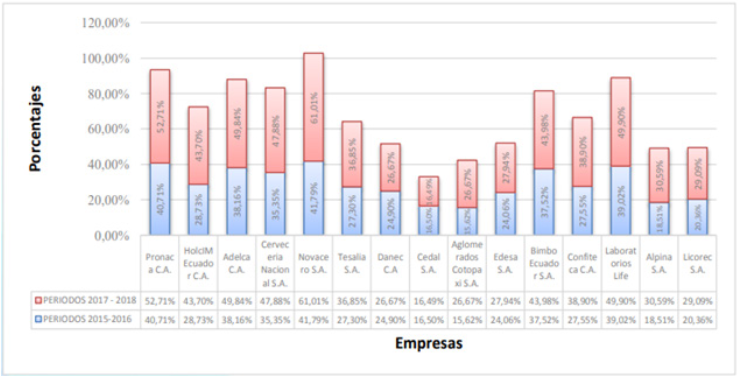 120,00%
100,00%
80,00%
60,00%
40,00%
20,00%
0,00%
Porcentajes
52,71% 43,70% 49,84% 47,88% 61,01% 36,85% 26,67% 16,49% 26,67% 27,94% 43,98% 38,90% 49,90% 30,59% 29,09%
40,71% 28,73% 38,16% 35,35% 41,79% 27,30% 24,90% 16,50% 15,62% 24,06% 37,52% 27,55% 39,02% 18,51% 20,36%
Pronac
a C.A.
HolcIM
Ecuado
r C.A.
Adelca
C.A.
Cervec
eria
Nacion
al S.A.
Novace
ro S.A.
Tesalia
S.A.
Danec
C.A
Cedal
S.A.
Aglome
rados
Cotopa
xi S.A.
Edesa
S.A.
Bimbo
Ecuado
r S.A.
Confite
ca C.A.
Laborat
orios
Life
Alpina
S.A.
Licorec
S.A.
PERIODOS 2017 - 2018 52,71% 43,70% 49,84% 47,88% 61,01% 36,85% 26,67% 16,49% 26,67% 27,94% 43,98% 38,90% 49,90% 30,59% 29,09%
PERIODOS 2015-2016 40,71% 28,73% 38,16% 35,35% 41,79% 27,30% 24,90% 16,50% 15,62% 24,06% 37,52% 27,55% 39,02% 18,51% 20,36%
Empresas